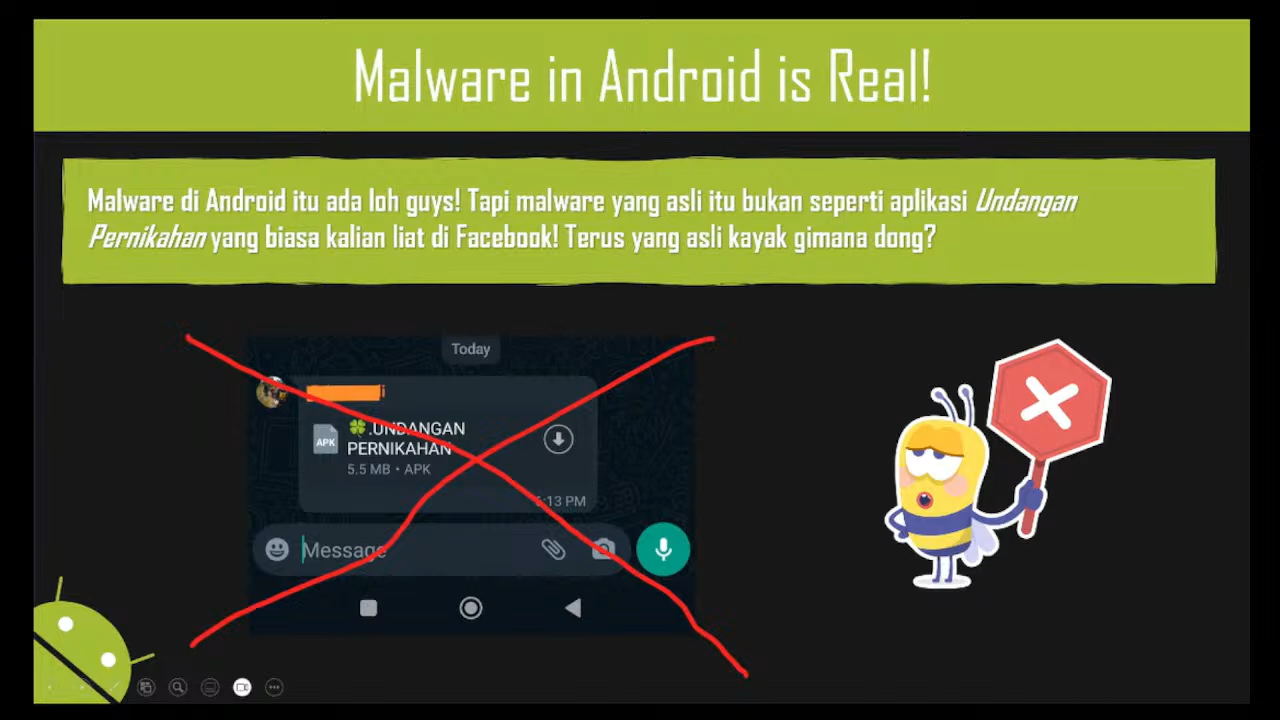 Malware in Android is Real!
Malware di Android itu ada loh guys! Tapi malware yang asli itu bukan seperti aplikasi Undangan
Pernikahan yang biasa kalian liat di Facebook! Terus yang asli kayak gimana dong?
Today
APK
🍀.UNDANGAN
PERNIKAHAN
5.5 MB • APK
:13 PM
Message